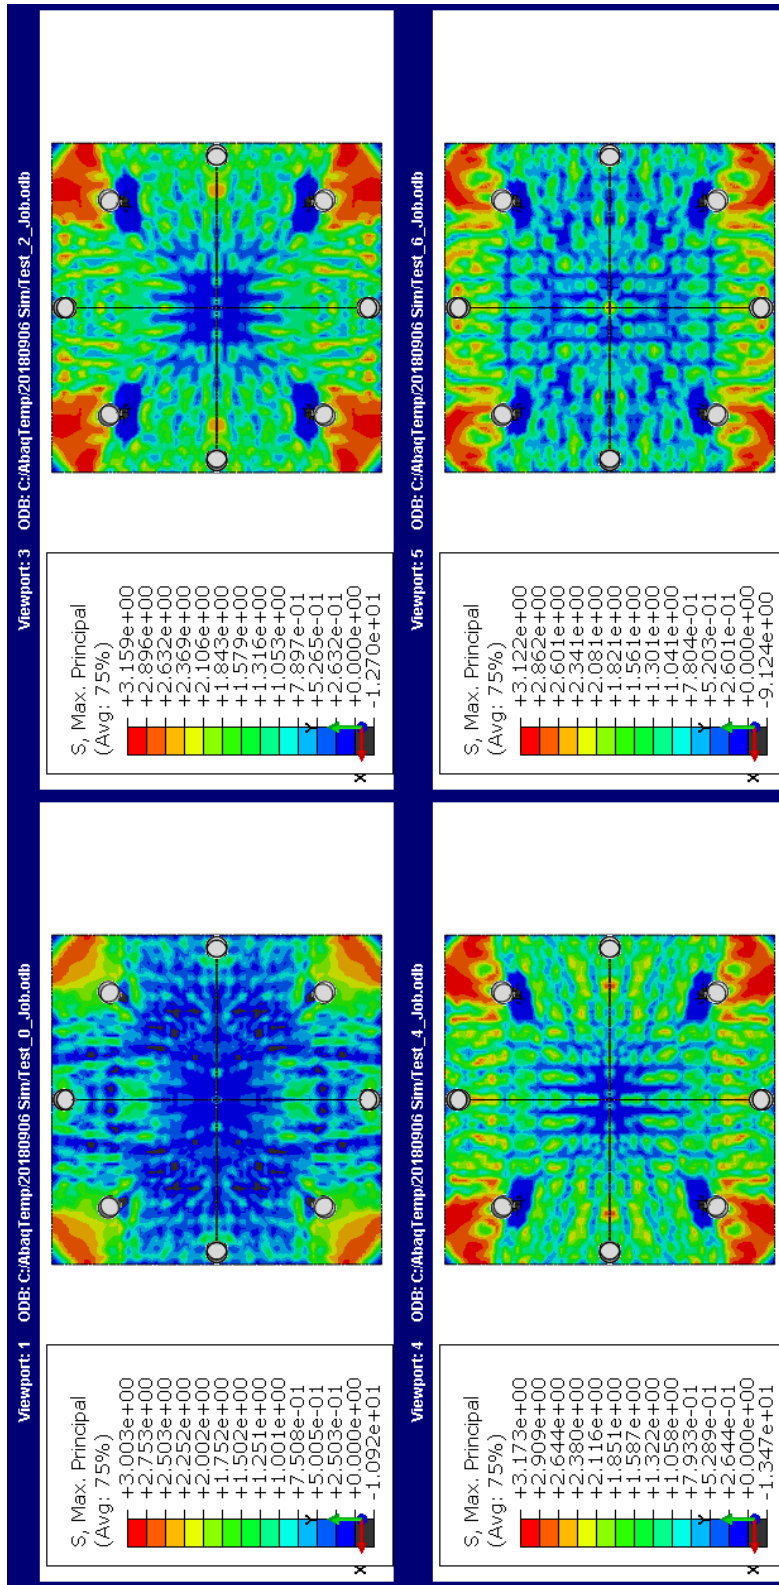 Viewport: 1 ODB: C:/AbaqTemp/20180906 Sim/Test_0_Job.odb
S, Max. Principal
(Avg: 75%)
+3.003e+00
+2.753e+00
+2.503e+00
+2.252e+00
+2.002e+00
+1.752e+00
+1.502e+00
+1.251e+00
+1.001e+00
+7.508e-01
+5.005e-01
+2.503e-01
+0.000e+00
-1.092e+01
Y
X
Viewport: 3 ODB: C:/AbaqTemp/20180906 Sim/Test_2_Job.odb
S, Max. Principal
(Avg: 75%)
+3.159e+00
+2.896e+00
+2.632e+00
+2.369e+00
+2.106e+00
+1.843e+00
+1.579e+00
+1.316e+00
+1.053e+00
+7.897e-01
+5.265e-01
+2.632e-01
+0.000e+00
-1.270e+01
Y
X
Viewport: 4 ODB: C:/AbaqTemp/20180906 Sim/Test_4_Job.odb
S, Max. Principal
(Avg: 75%)
+3.173e+00
+2.909e+00
+2.644e+00
+2.380e+00
+2.116e+00
+1.851e+00
+1.587e+00
+1.322e+00
+1.058e+00
+7.933e-01
+5.289e-01
+2.644e-01
+0.000e+00
-1.347e+01
Y
X
Viewport: 5 ODB: C:/AbaqTemp/20180906 Sim/Test_6_Job.odb
S, Max. Principal
(Avg: 75%)
+3.122e+00
+2.862e+00
+2.601e+00
+2.341e+00
+2.081e+00
+1.821e+00
+1.561e+00
+1.301e+00
+1.041e+00
+7.804e-01
+5.203e-01
+2.601e-01
+0.000e+00
-9.124e+00
Y
X